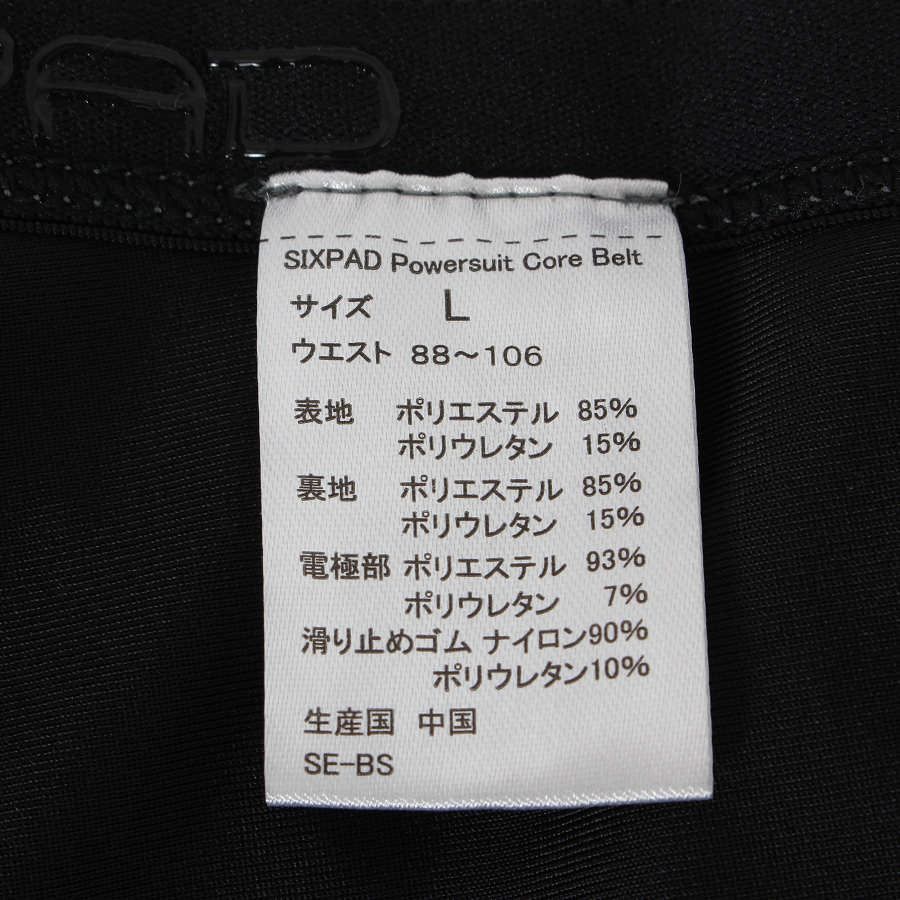 PAD
SIXPAD Powersuit Core Belt
サイズ L
ウエスト 88～106
表地 ポリエステル 85%
ポリウレタン 15%
裏地 ポリエステル 85%
ポリウレタン 15%
電極部 ポリエステル 93%
ポリウレタン 7%
滑り止めゴム ナイロン90%
ポリウレタン10%
生産国 中国
SE-BS